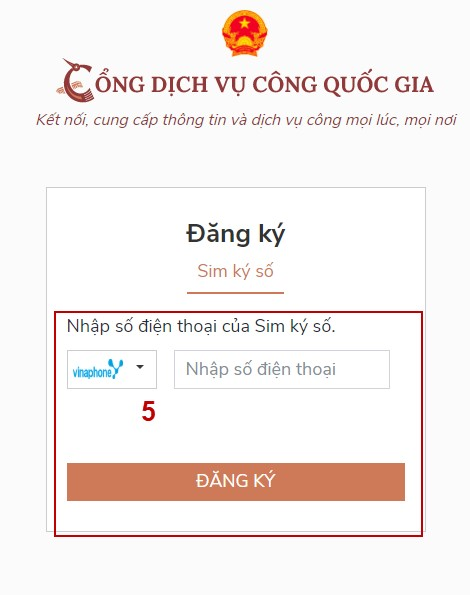 CỔNG DỊCH VỤ CÔNG QUỐC GIA
Kết nối, cung cấp thông tin và dịch vụ công mọi lúc, mọi nơi
Đăng ký
Sim ký số
Nhập số điện thoại của Sim ký số.
vinaphone Nhập số điện thoại
5
ĐĂNG KÝ